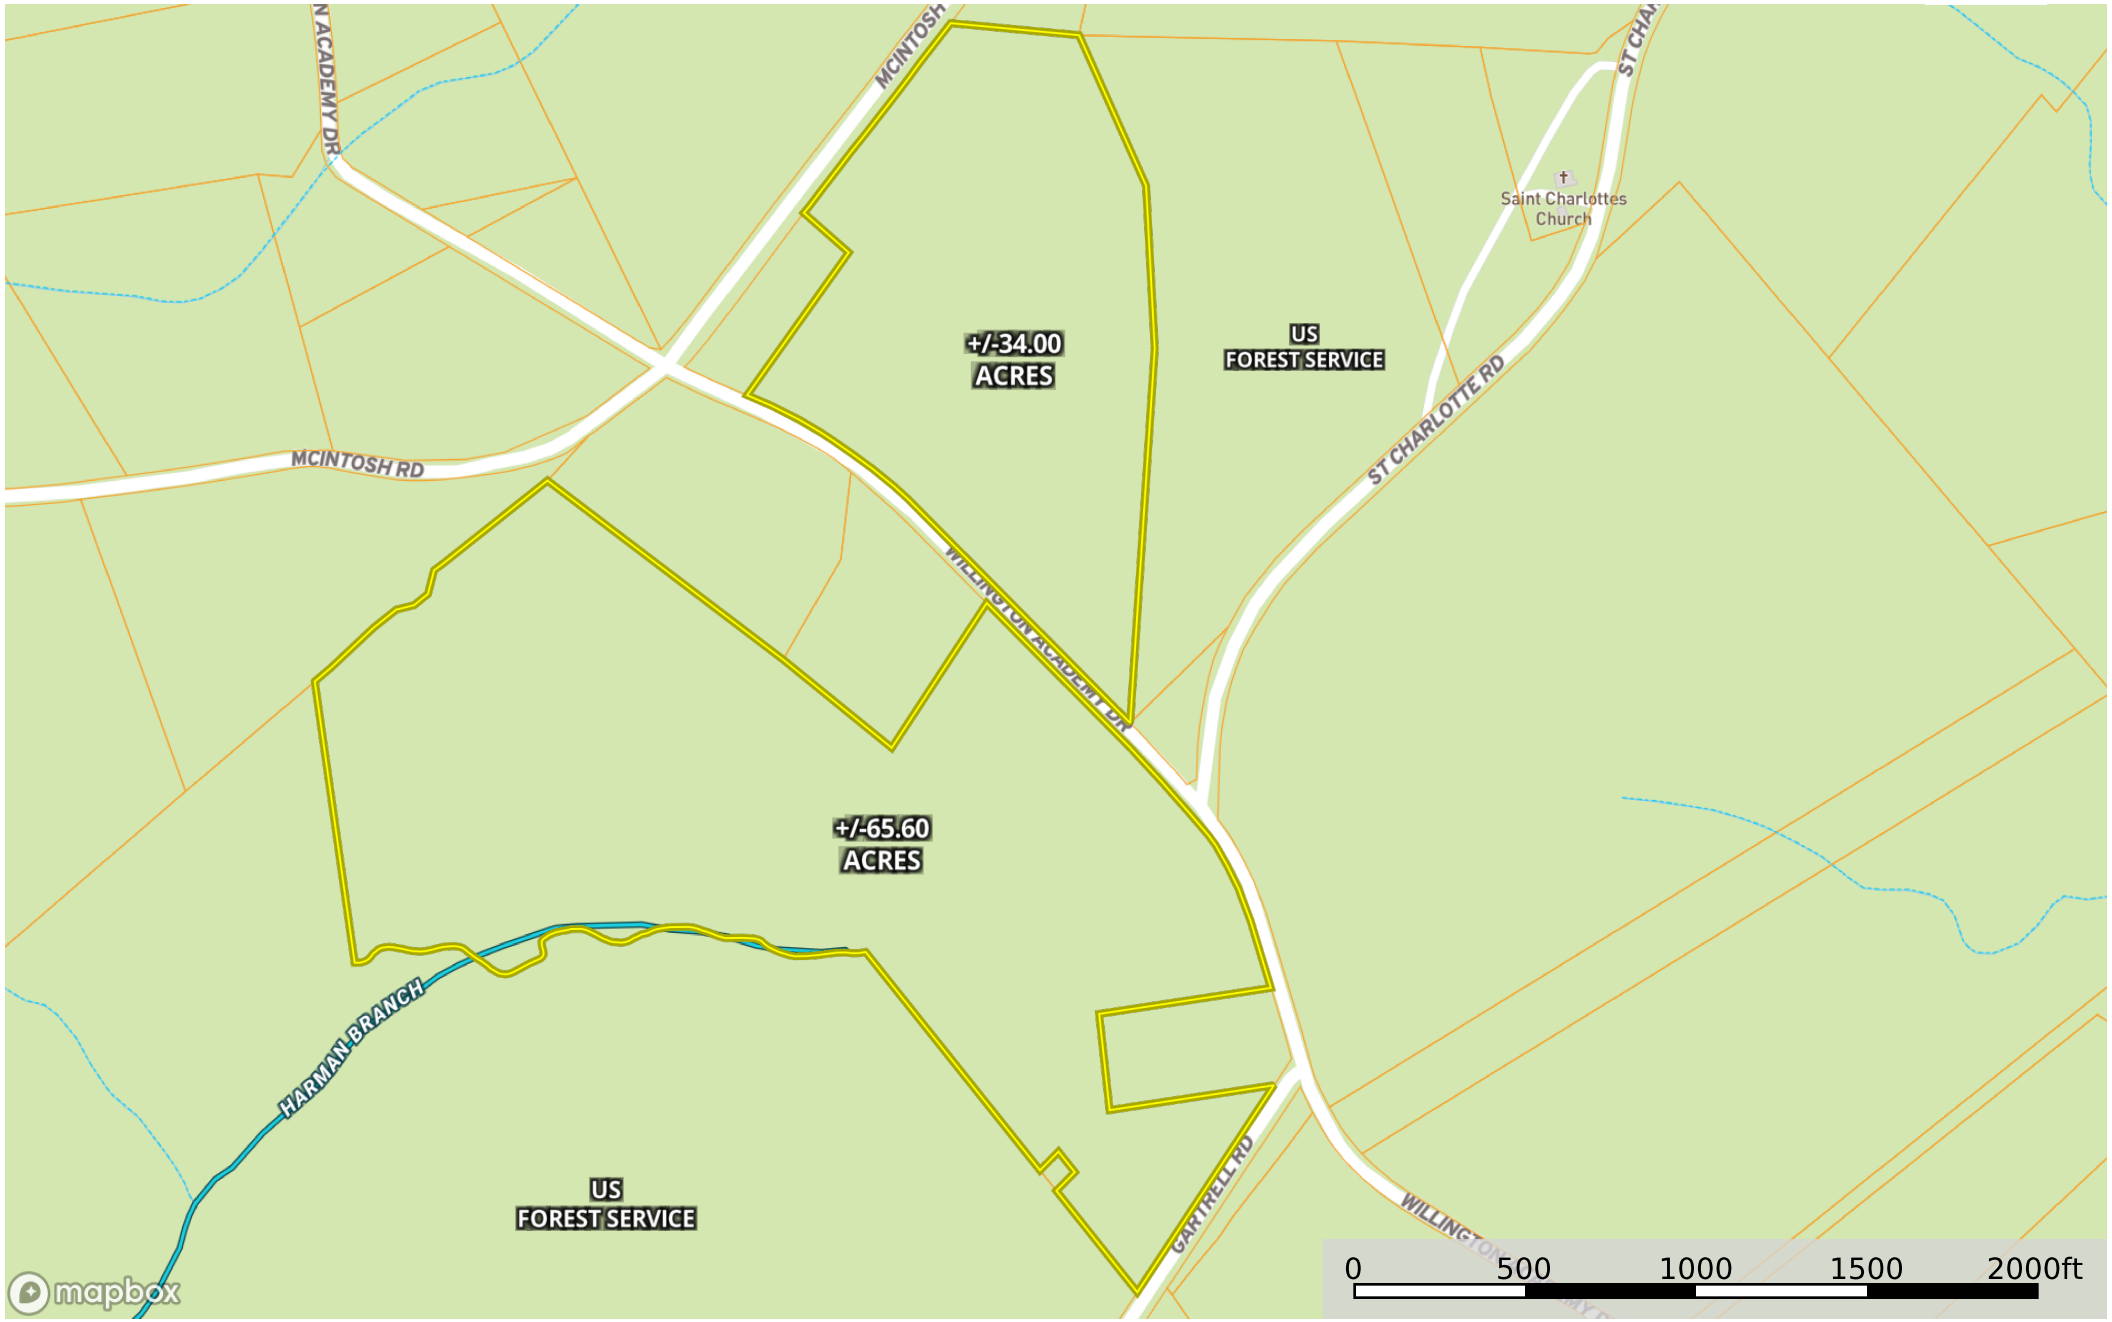 N ACADEMY DR
MCINTOSH
ST CHAR
Saint Charlottes
Church
+/-34.00
ACRES
US
FOREST SERVICE
ST CHARLOTTE RD
MCINTOSH RD
WILLINGTON ACADEMY DR
+/-65.60
ACRES
HARMAN BRANCH
US
FOREST SERVICE
GARTRELL RD
WILLINGTON ACADEMY D
0 500 1000 1500 2000ft
mapbox